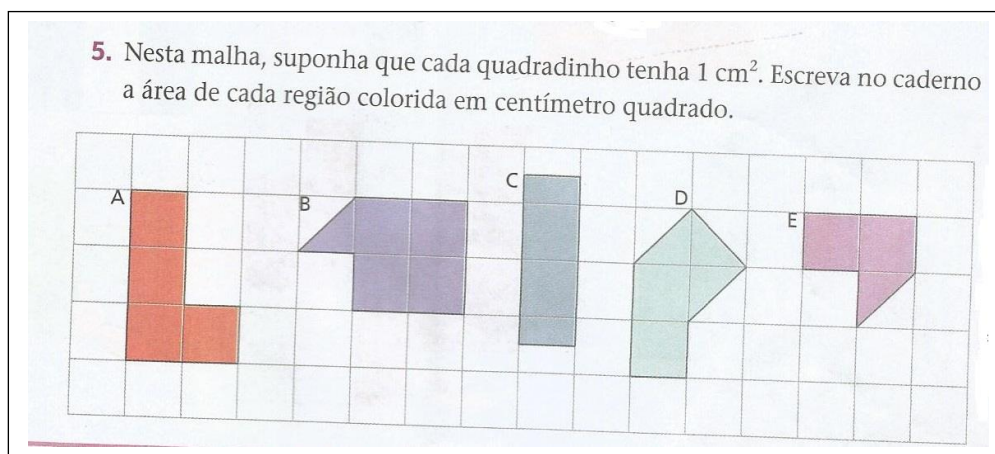 5. Nesta malha, suponha que cada quadradinho tenha 1 cm². Escreva no caderno
a área de cada região colorida em centímetro quadrado.
A
B
C
D
E